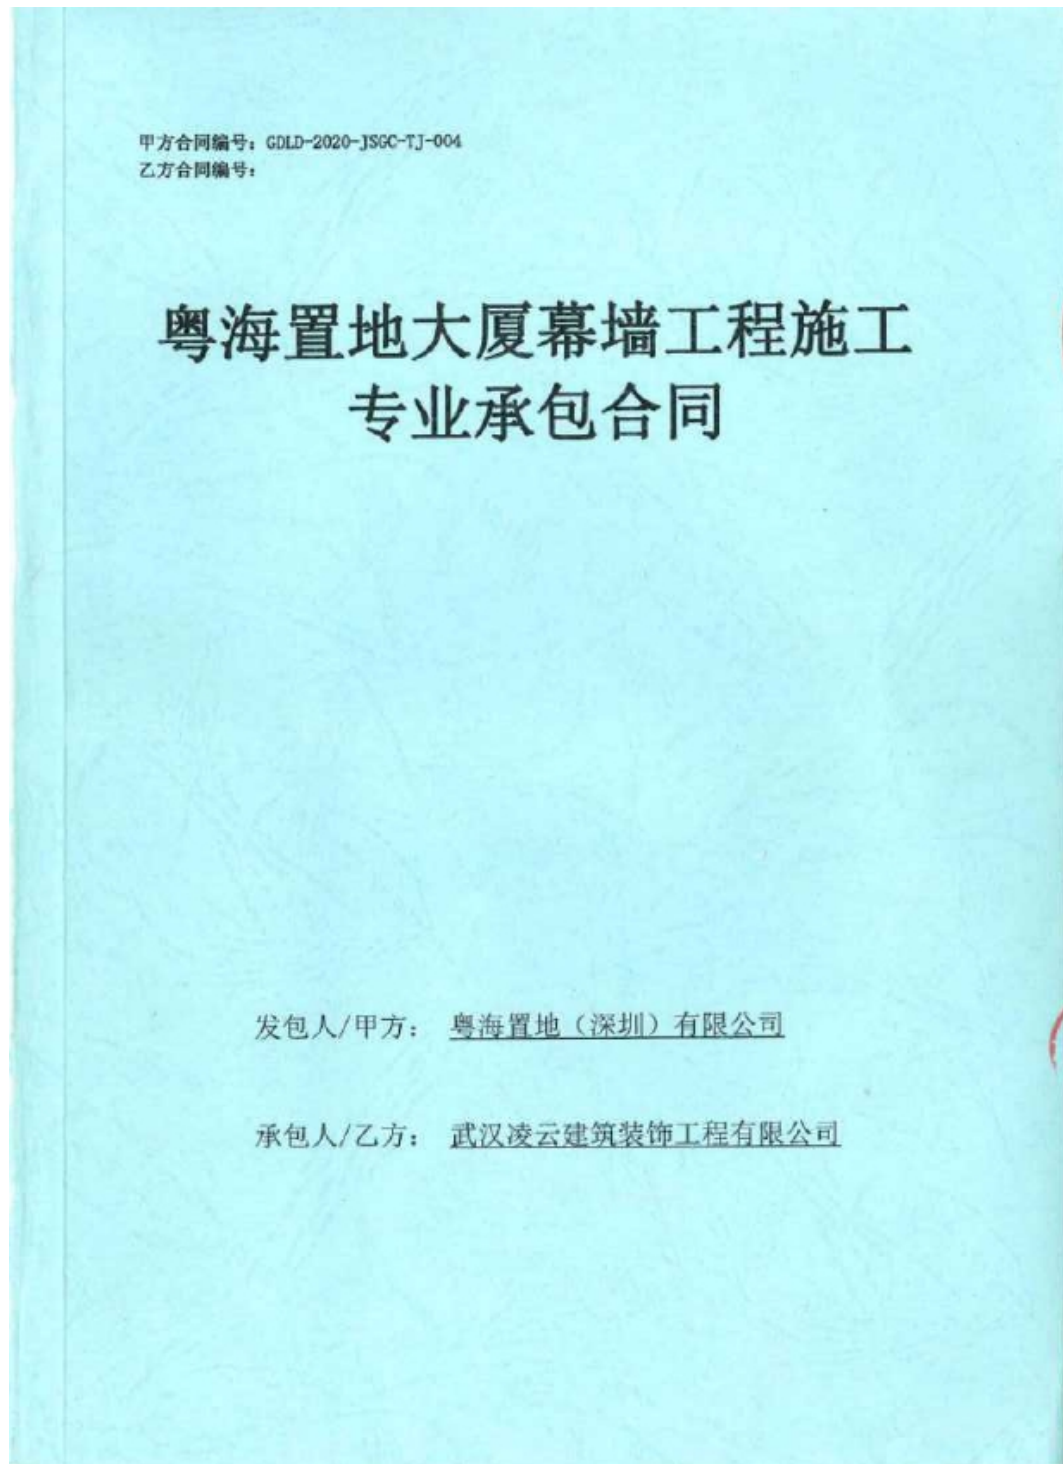 甲方合同编号：GDLD-2020-JSGC-TJ-004
乙方合同编号：
粤海置地大厦幕墙工程施工
专业承包合同
发包人/甲方： 粤海置地（深圳）有限公司
承包人/乙方： 武汉凌云建筑装饰工程有限公司